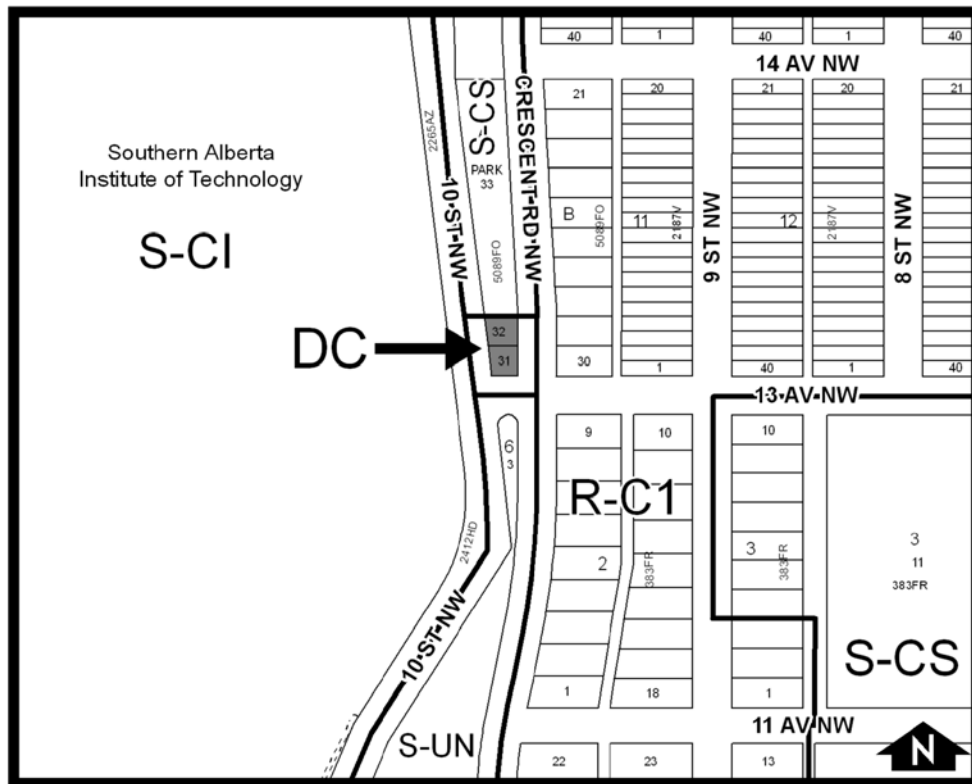 40
1
40
1
40
14 AV NW
21
20
21
20
21
S-CS
CRESCENT RD NW
2265AZ
Southern Alberta
Institute of Technology
PARK
33
10 ST NW
B
5089FO
11
2187V
12
2187V
9 ST NW
8 ST NW
S-CI
5089FO
DC
32
31
30
1
40
1
40
13 AV NW
6
3
9
10
10
R-C1
2412HD
2
383FR
3
383FR
3
11
383FR
10 ST NW
S-CS
1
18
1
11 AV NW
S-UN
22
23
13
N